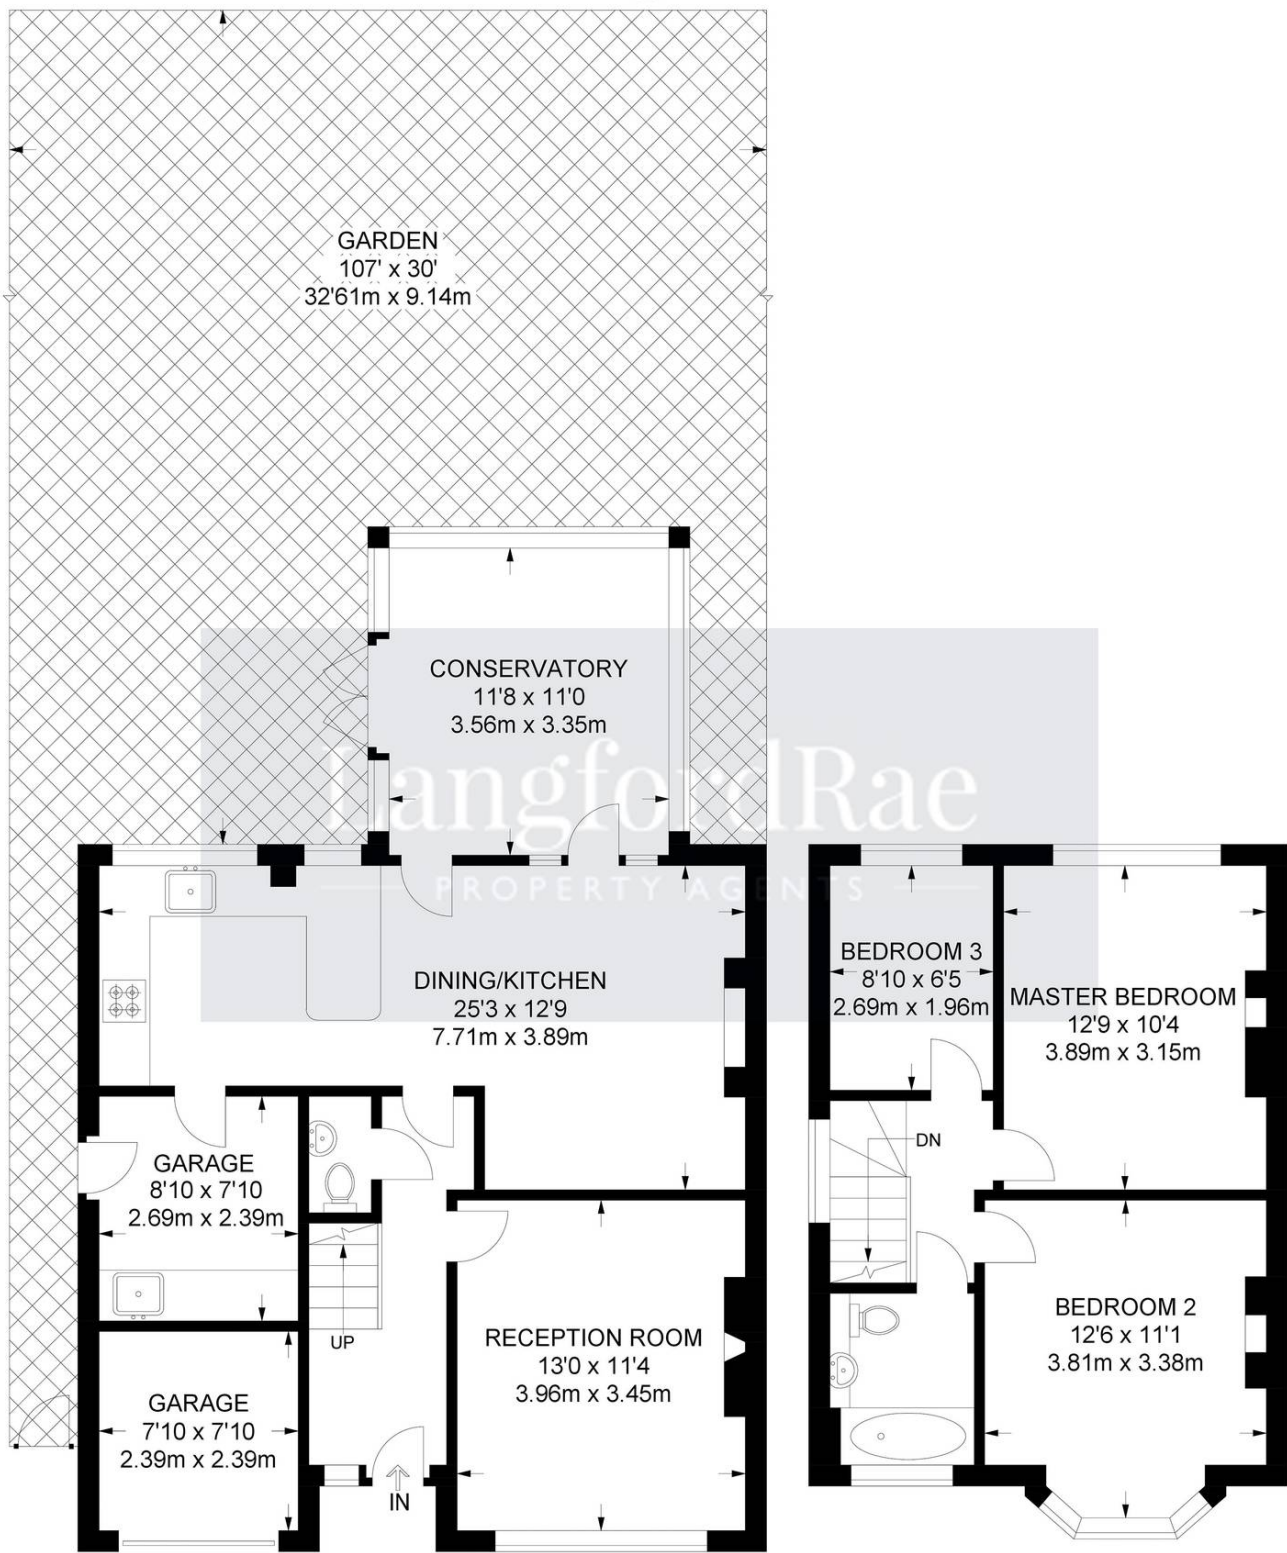 GARDEN
107' x 30'
32'61m x 9.14m
CONSERVATORY
11'8 x 11'0
3.56m x 3.35m
LangfordRae
PROPERTY AGENTS
DINING/KITCHEN
25'3 x 12'9
7.71m x 3.89m
BEDROOM 3
8'10 x 6'5
2.69m x 1.96m
MASTER BEDROOM
12'9 x 10'4
3.89m x 3.15m
GARAGE
8'10 x 7'10
2.69m x 2.39m
DN
UP
RECEPTION ROOM
13'0 x 11'4
3.96m x 3.45m
BEDROOM 2
12'6 x 11'1
3.81m x 3.38m
GARAGE
7'10 x 7'10
2.39m x 2.39m
IN